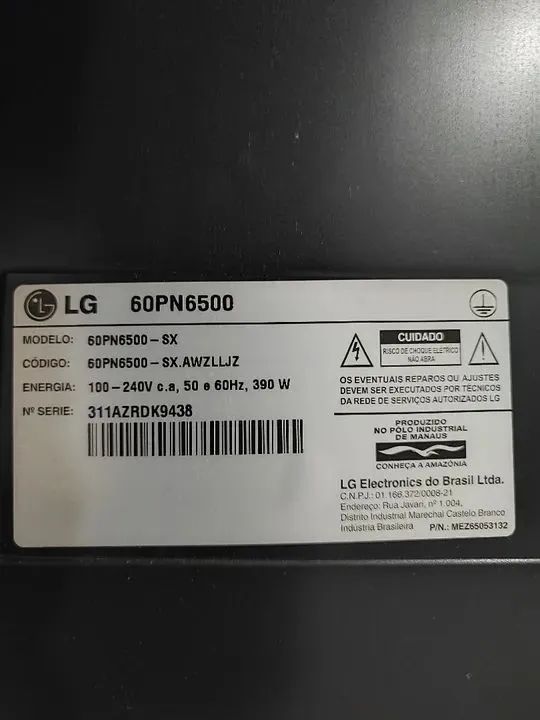 LG 60PN6500
MODELO: 60PN6500-SX
CÓDIGO: 60PN6500-SX.AWZLLJZ
ENERGIA: 100-240V c.a, 50 e 60Hz, 390 W
Nº SERIE: 311AZRDK9438
CUIDADO
RISCO DE CHOQUE ELÉTRICO
NÃO ABRA
OS EVENTUAIS REPAROS OU AJUSTES
DEVEM SER EXECUTADOS POR TÉCNICOS
DA REDE DE SERVIÇOS AUTORIZADOS LG
PRODUZIDO
NO PÓLO INDUSTRIAL
DE MANAUS
CONHEÇA A AMAZÔNIA
LG Electronics do Brasil Ltda.
C.N.P.J.: 01.166.372/0008-21
Endereço: Rua Javari, nº 1.004,
Distrito Industrial Marechal Castelo Branco
Indústria Brasileira P/N.: MEZ65053132